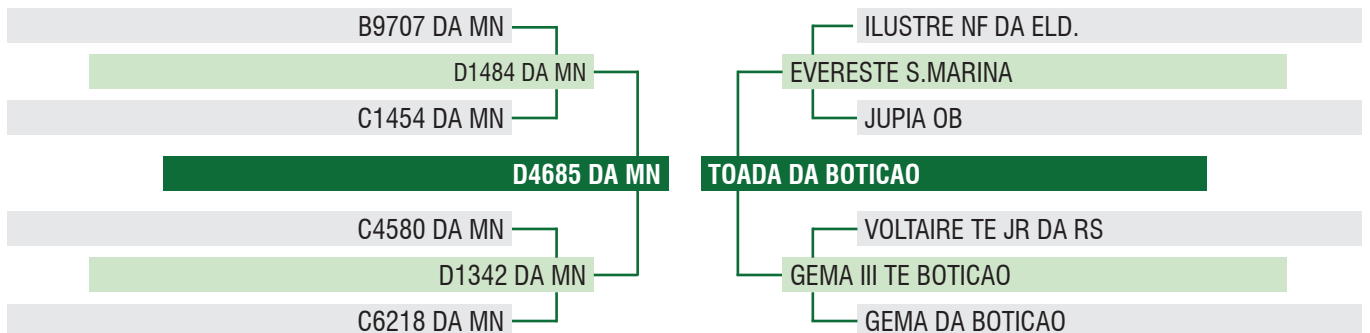 B9707 DA MN
D1484 DA MN
C1454 DA MN
D4685 DA MN
C4580 DA MN
D1342 DA MN
C6218 DA MN
ILUSTRE NF DA ELD.
EVERESTE S.MARINA
JUPIA OB
TOADA DA BOTICAO
VOLTAIRE TE JR DA RS
GEMA III TE BOTICAO
GEMA DA BOTICAO